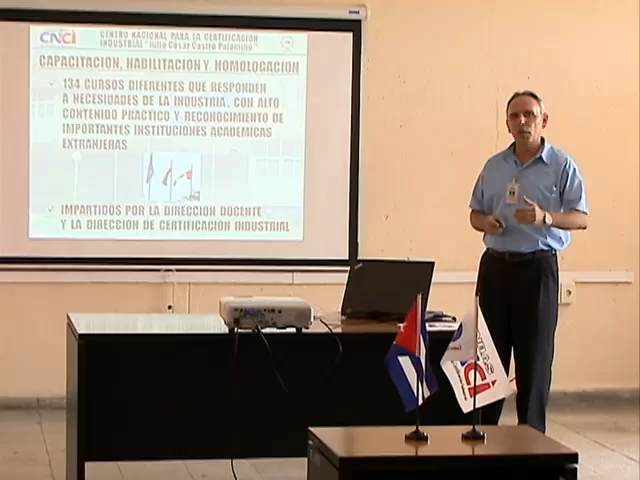 CNCI
CENTRO NACIONAL PARA LA CERTIFICACION
INDUSTRIAL "Julio César Castro Palomino"
CAPACITACION, HABILITACION Y HOMOLOGACION
134 CURSOS DIFERENTES QUE RESPONDEN
A NECESIDADES DE LA INDUSTRIA, CON ALTO
CONTENIDO PRACTICO Y RECONOCIMIENTO DE
IMPORTANTES INSTITUCIONES ACADEMICAS
EXTRANJERAS
IMPARTIDOS POR LA DIRECCION DOCENTE
Y LA DIRECCION DE CERTIFICACION INDUSTRIAL